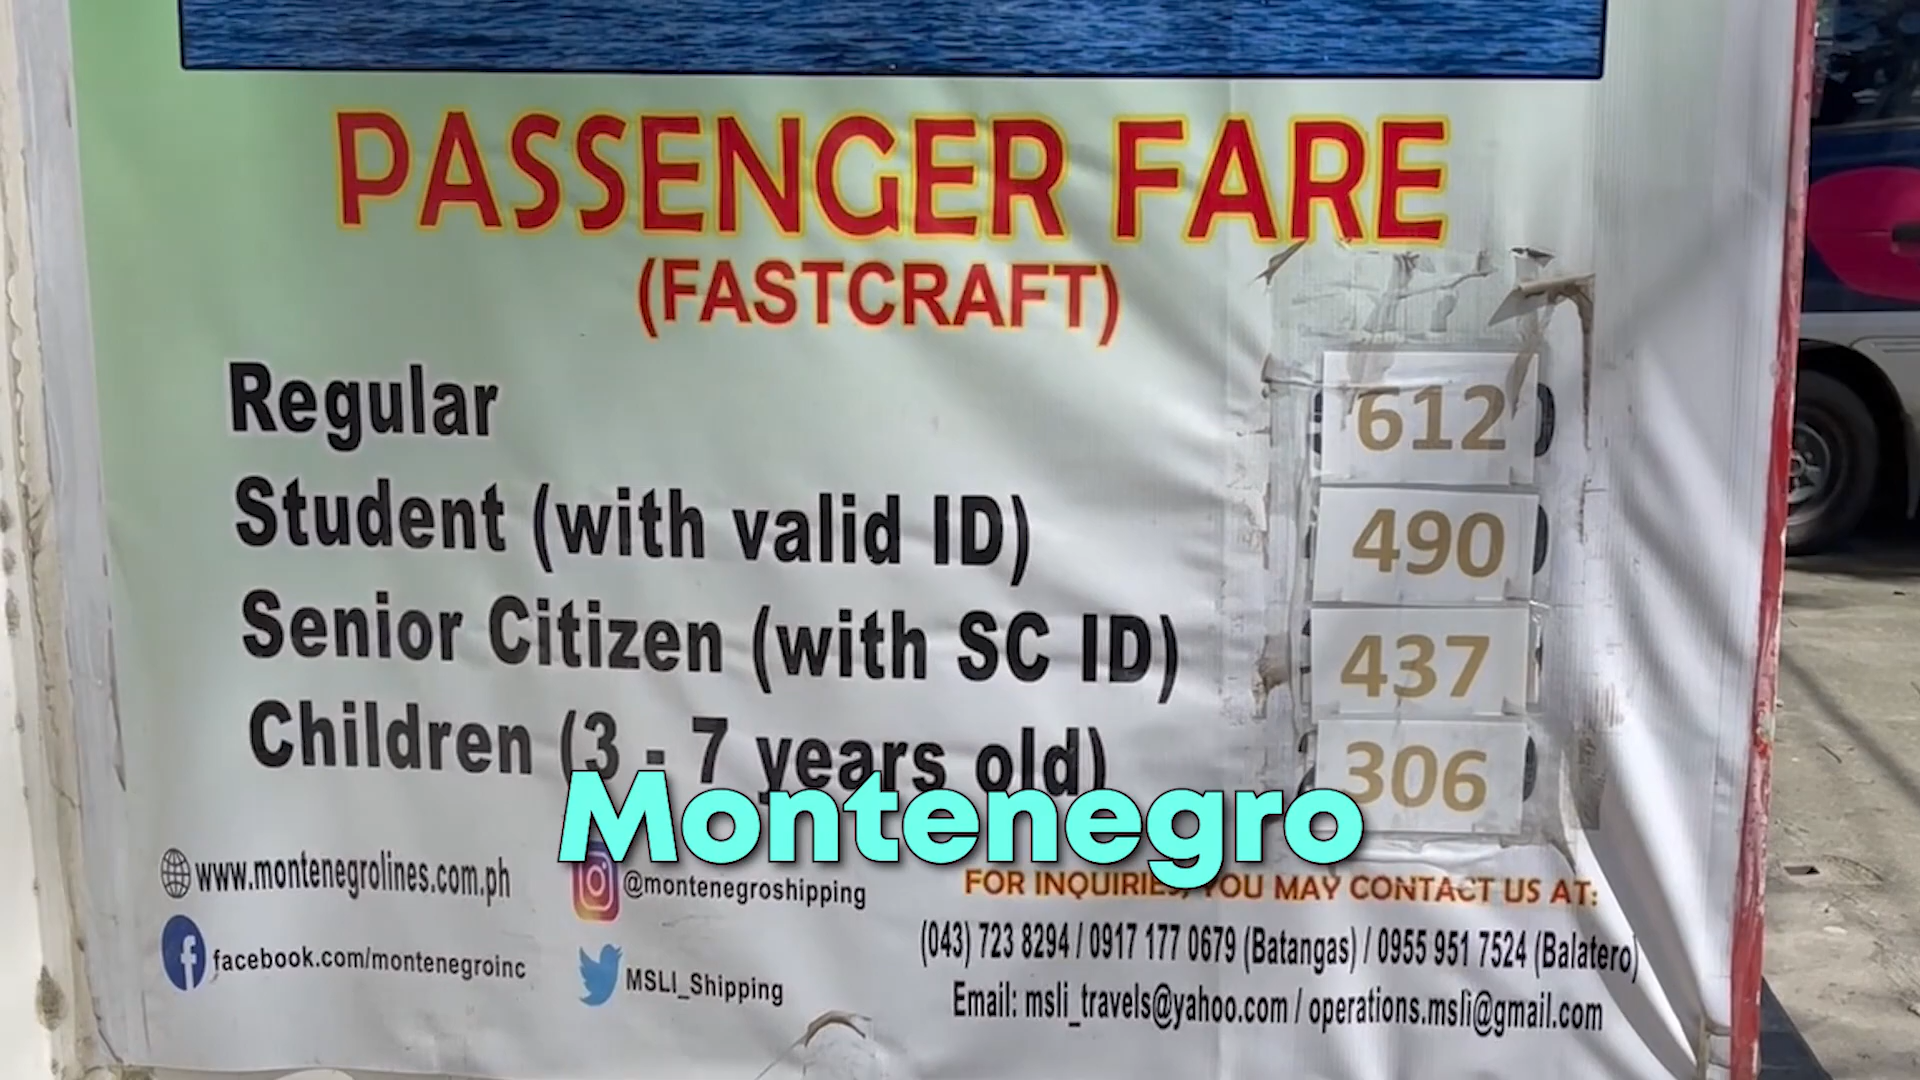 PASSENGER FARE
(FASTCRAFT)
Regular 612
Student (with valid ID) 490
Senior Citizen (with SC ID) 437
Children (3 - 7 years old) 306
Montenegro
www.montenegrolines.com.ph
@montenegroshipping
facebook.com/montenegroinc
MSLI_Shipping
FOR INQUIRIES, YOU MAY CONTACT US AT:
(043) 723 8294 / 0917 177 0679 (Batangas) / 0955 951 7524 (Balatero)
Email: msli_travels@yahoo.com / operations.msli@gmail.com